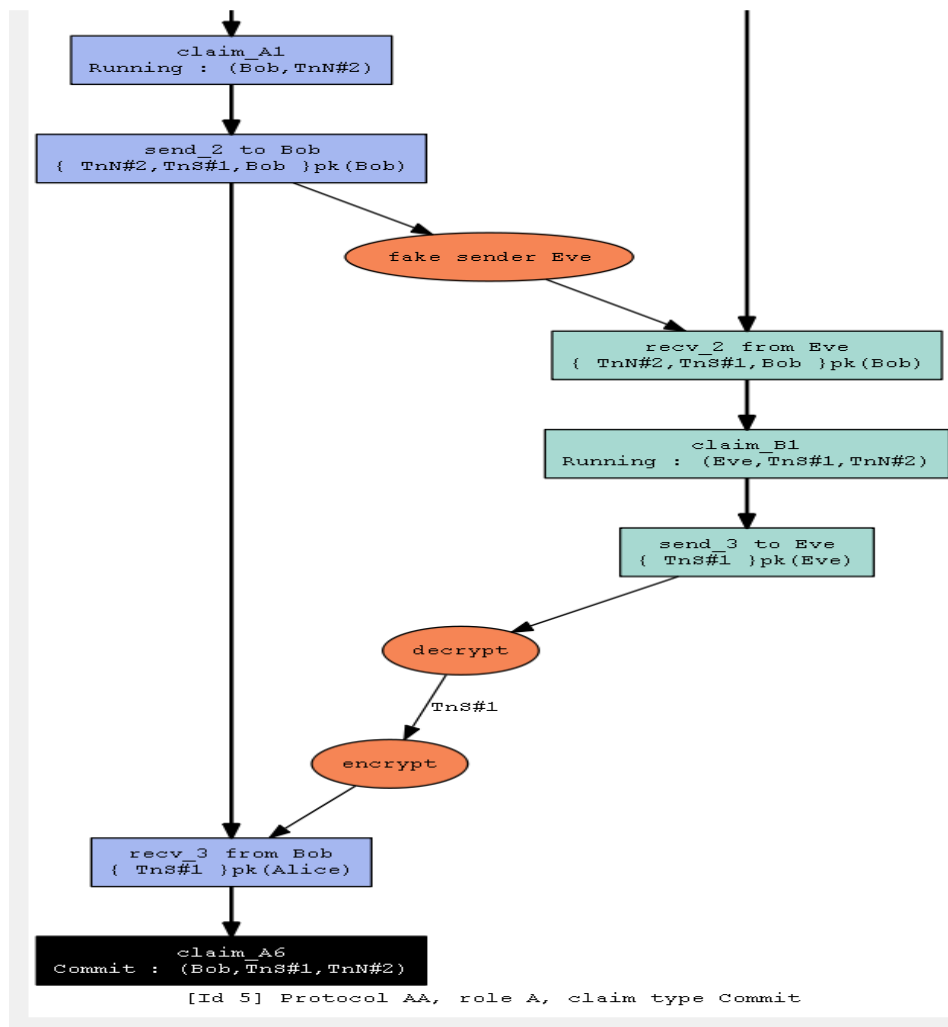 claim_A1
Running : (Bob,TnN#2)
send_2 to Bob
{ TnN#2,TnS#1,Bob }pk(Bob)
fake sender Eve
recv_2 from Eve
{ TnN#2,TnS#1,Bob }pk(Bob)
claim_B1
Running : (Eve,TnS#1,TnN#2)
send_3 to Eve
{ TnS#1 }pk(Eve)
decrypt
TnS#1
encrypt
recv_3 from Bob
{ TnS#1 }pk(Alice)
claim_A6
Commit : (Bob,TnS#1,TnN#2)
[Id 5] Protocol AA, role A, claim type Commit